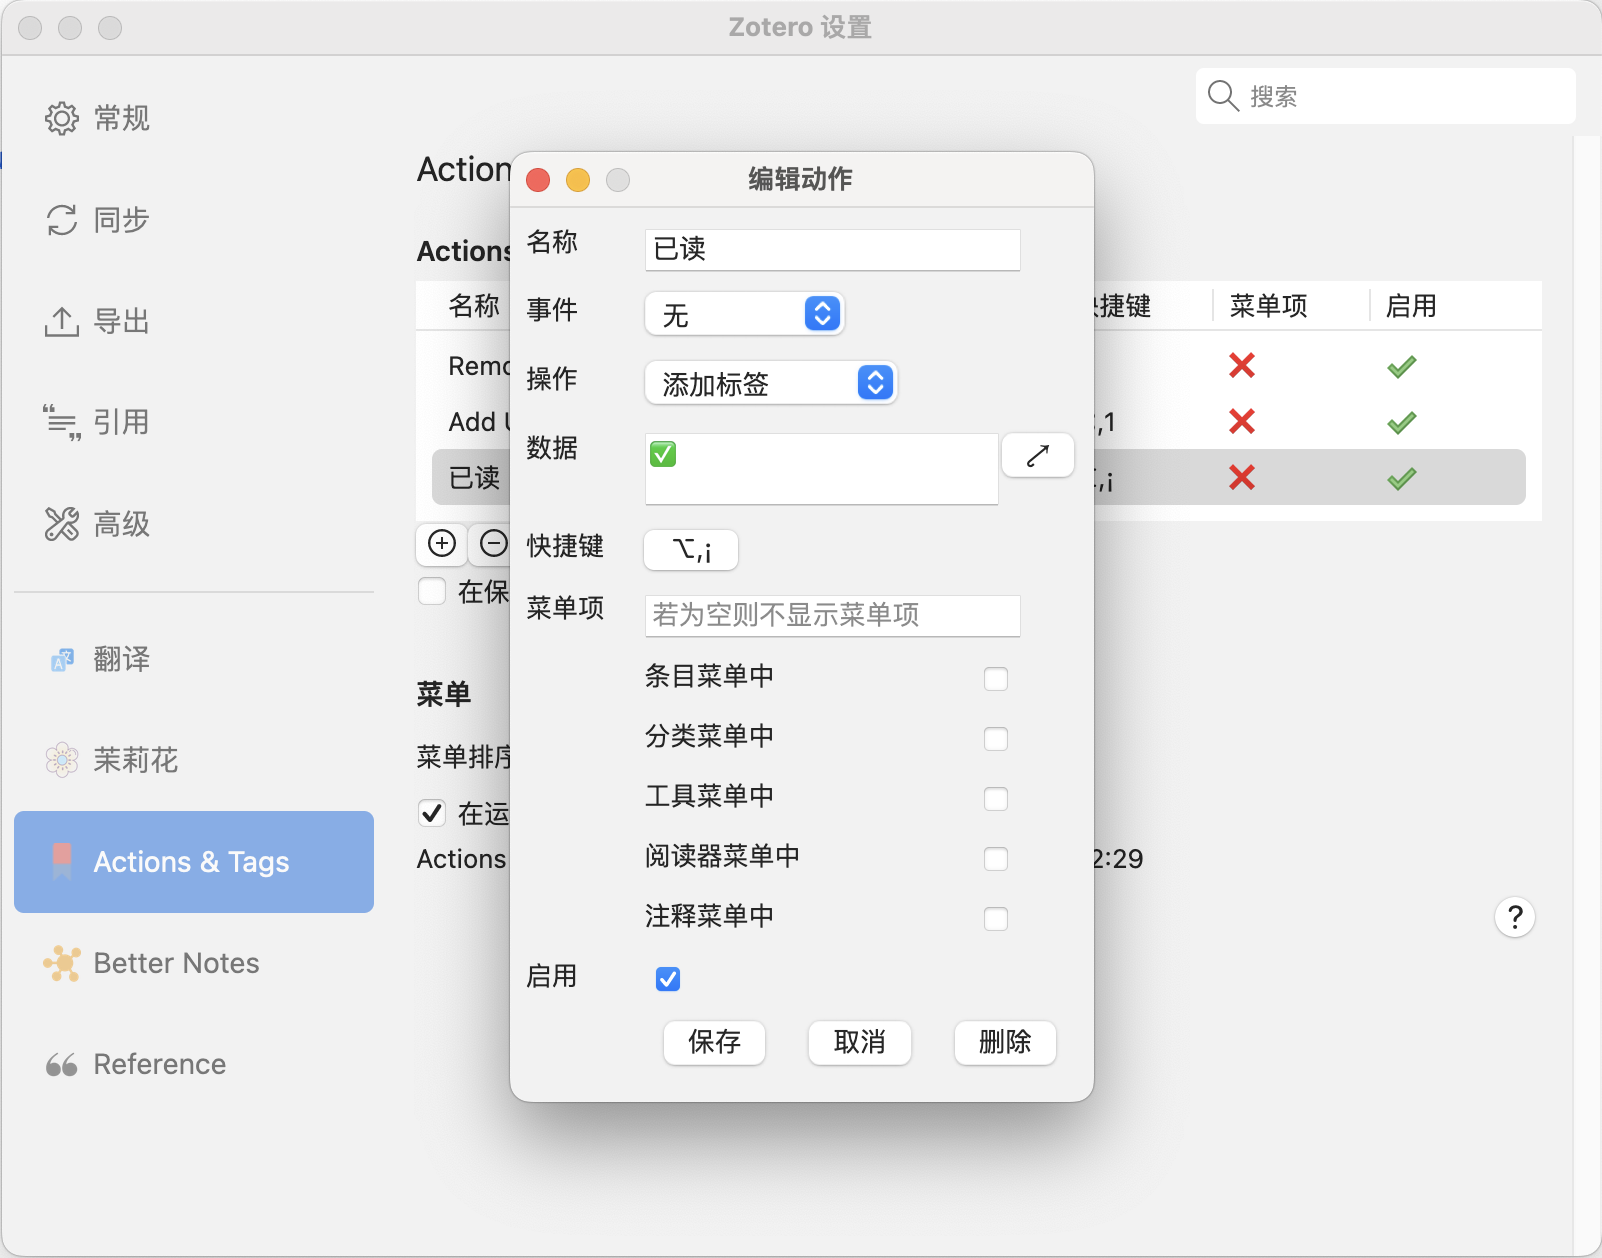 Zotero 设置
搜索
常规
同步
导出
引用
高级
翻译
茉莉花
Actions & Tags
Better Notes
Reference
Action
Actions
名称 捷键 菜单项 启用
Add
,1
已读 ,¡
在保
菜单
菜单排序
在运
Actions 2:29
?
编辑动作
名称 已读
事件 无
操作 添加标签
数据 ✅
快捷键 ⌥,¡
菜单项 若为空则不显示菜单项
条目菜单中
分类菜单中
工具菜单中
阅读器菜单中
注释菜单中
启用
保存 取消 删除